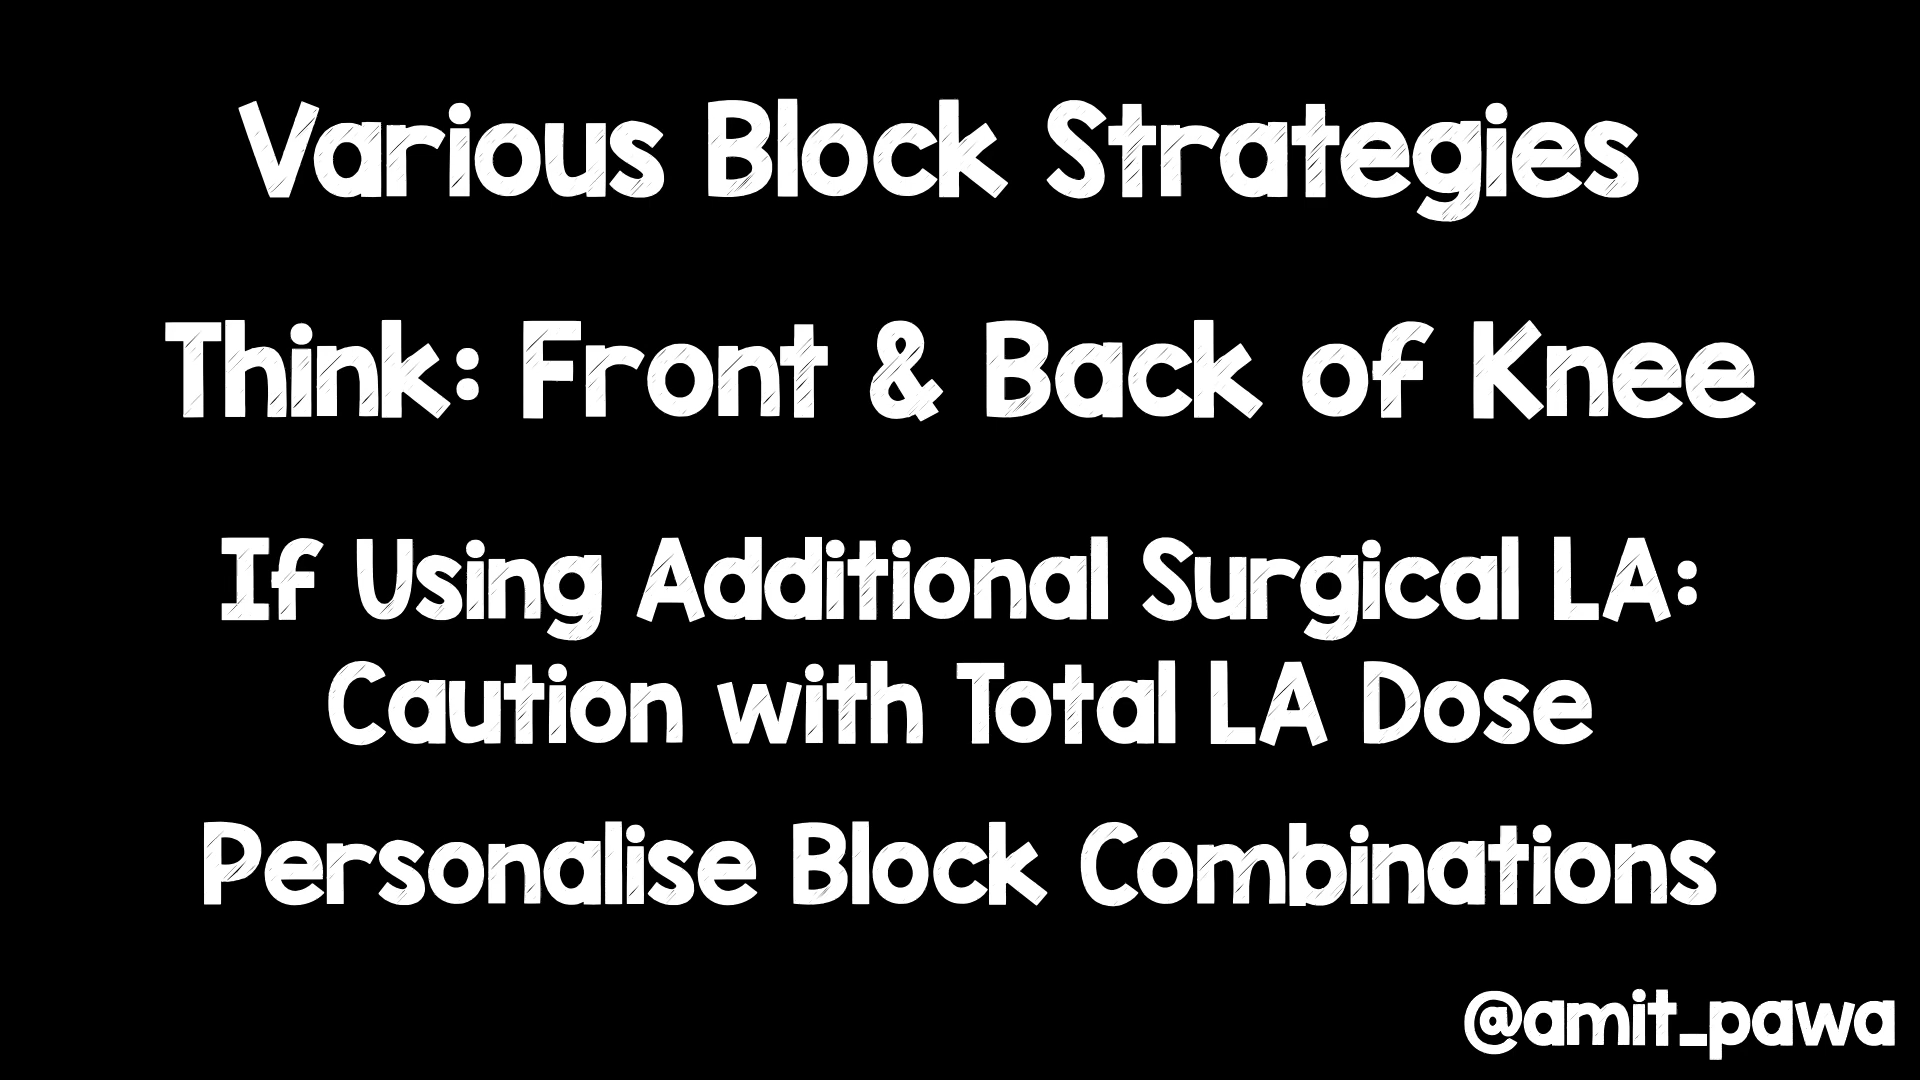 Various Block Strategies
Think: Front & Back of Knee
If Using Additional Surgical LA:
Caution with Total LA Dose
Personalise Block Combinations
@amit_pawa